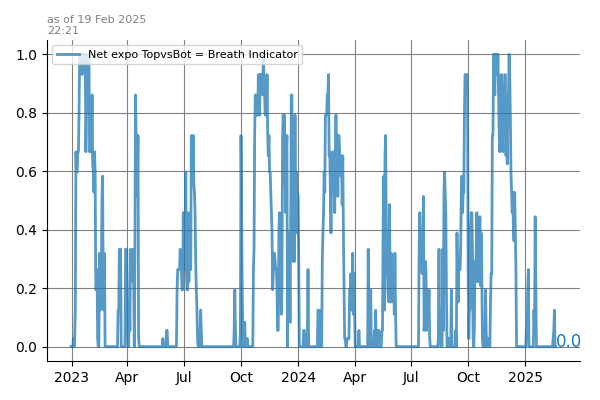 as of 19 Feb 2025
22:21
Net expo TopvsBot = Breath Indicator
1.0
0.8
0.6
0.4
0.2
0.0
0.0
2023 Apr Jul Oct 2024 Apr Jul Oct 2025